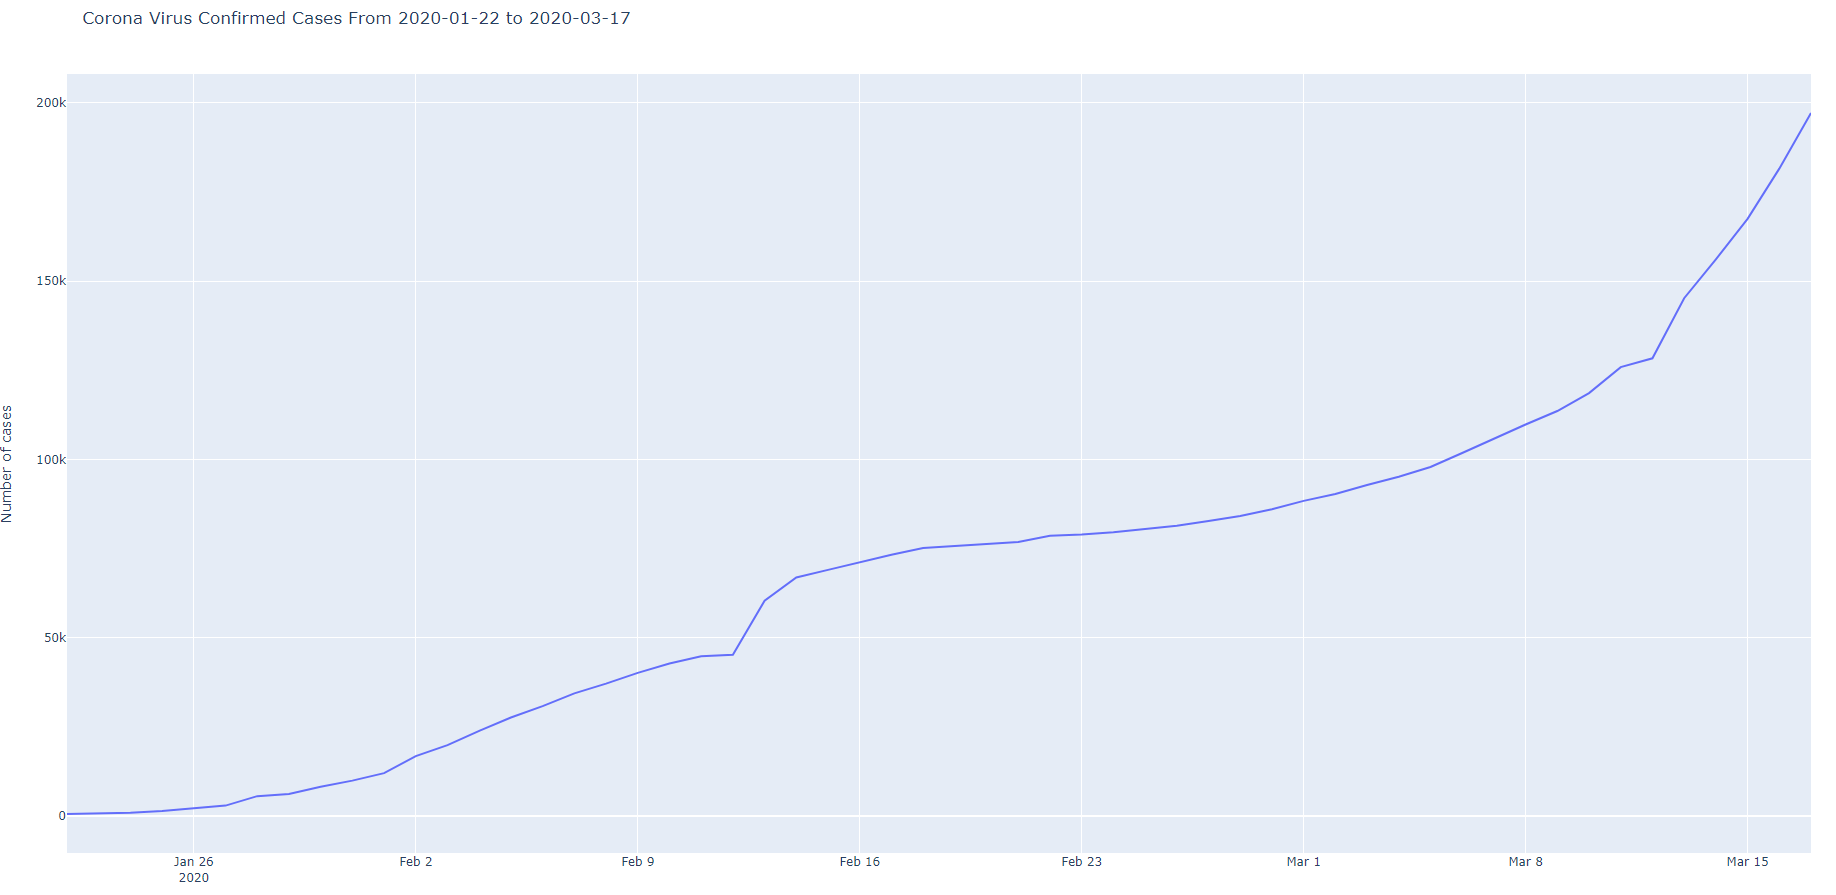 Corona Virus Confirmed Cases From 2020-01-22 to 2020-03-17
Number of cases
200k
150k
100k
50k
0
Jan 26
2020
Feb 2
Feb 9
Feb 16
Feb 23
Mar 1
Mar 8
Mar 15